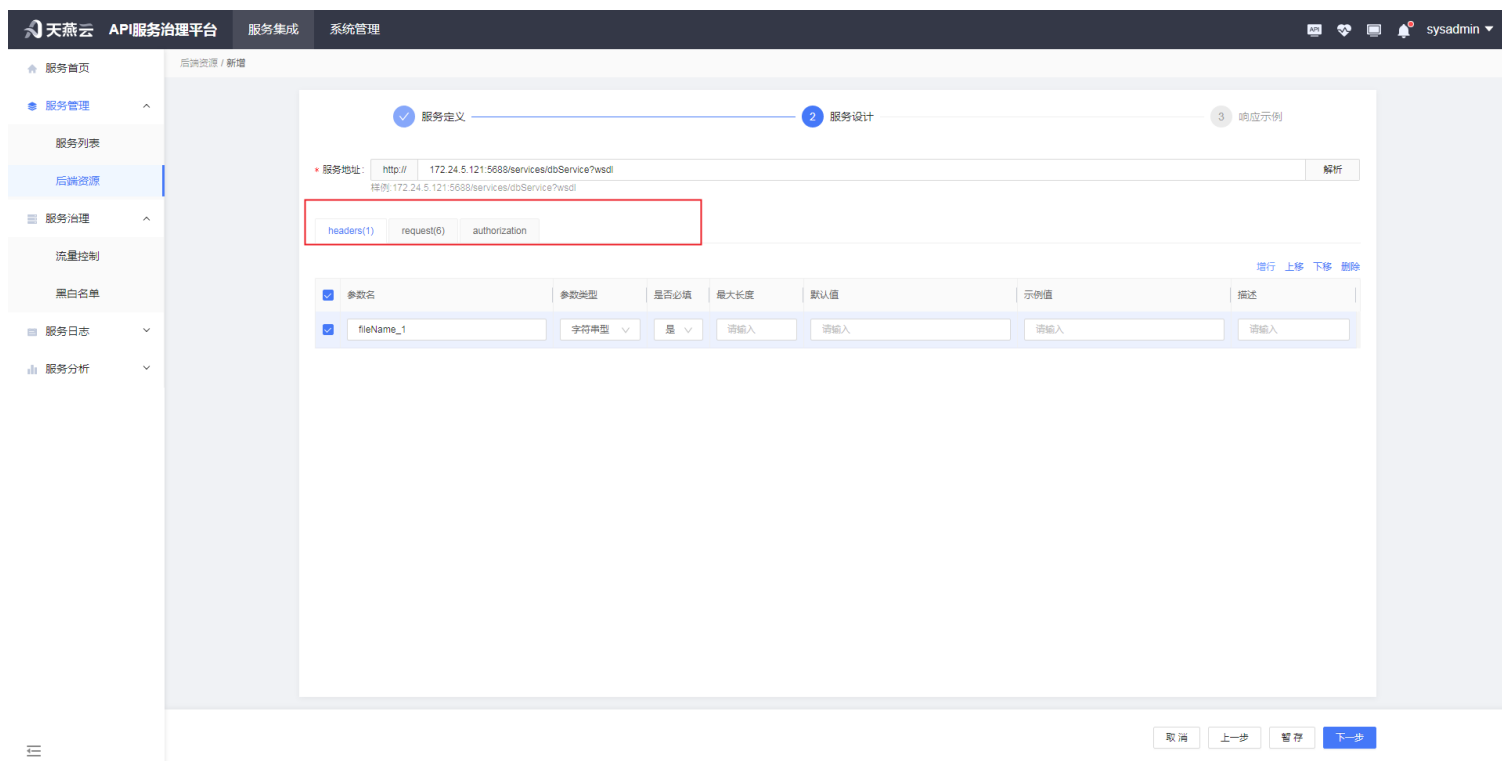 天燕云 API服务治理平台 服务集成 系统管理 API sysadmin
服务首页
服务管理
服务列表
后端资源
服务治理
流量控制
黑白名单
服务日志
服务分析
后端资源 / 新增
服务定义 2 服务设计 3 响应示例
* 服务地址: http:// 172.24.5.121:5688/services/dbService?wsdl 解析
样例:172.24.5.121:5688/services/dbService?wsdl
headers(1) request(6) authorization
增行 上移 下移 删除
参数名 参数类型 是否必填 最大长度 默认值 示例值 描述
fileName_1 字符串型 是 请输入 请输入 请输入 请输入
取消 上一步 暂存 下一步